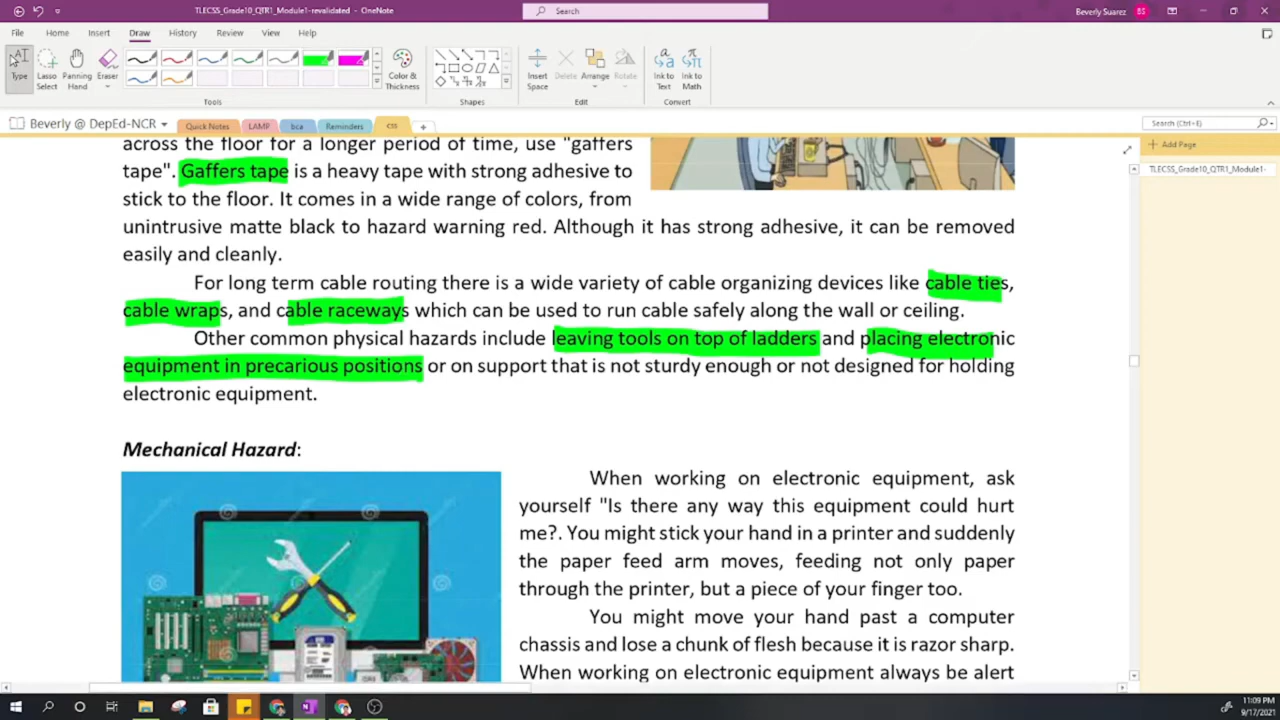 TLECSS_Grade10_QTR1_Module1-revalidated - OneNote
Search
Beverly Suarez
BS
File Home Insert Draw History Review View Help
Type
Lasso Select
Panning Hand
Eraser
Color & Thickness
Insert Space
Delete
Arrange
Rotate
Ink to Text
Ink to Math
Tools Shapes Edit Convert
Beverly @ DepEd-NCR
Quick Notes LAMP bca Reminders CSS
Search (Ctrl+E)
Add Page
TLECSS_Grade10_QTR1_Module1-
across the floor for a longer period of time, use "gaffers
tape". Gaffers tape is a heavy tape with strong adhesive to
stick to the floor. It comes in a wide range of colors, from
unintrusive matte black to hazard warning red. Although it has strong adhesive, it can be removed
easily and cleanly.
For long term cable routing there is a wide variety of cable organizing devices like cable ties,
cable wraps, and cable raceways which can be used to run cable safely along the wall or ceiling.
Other common physical hazards include leaving tools on top of ladders and placing electronic
equipment in precarious positions or on support that is not sturdy enough or not designed for holding
electronic equipment.
Mechanical Hazard:
When working on electronic equipment, ask
yourself "Is there any way this equipment could hurt
me?. You might stick your hand in a printer and suddenly
the paper feed arm moves, feeding not only paper
through the printer, but a piece of your finger too.
You might move your hand past a computer
chassis and lose a chunk of flesh because it is razor sharp.
When working on electronic equipment always be alert
11:09 PM
9/17/2021